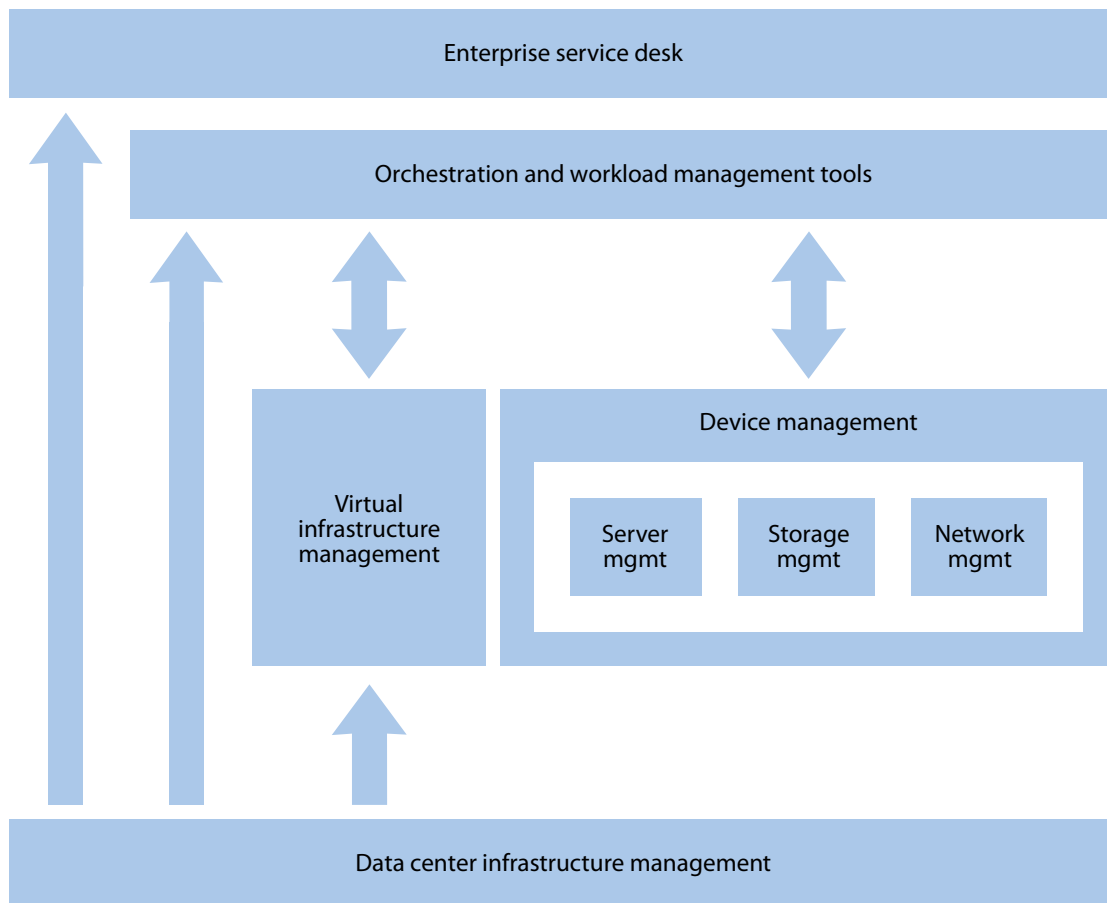 Enterprise service desk
Orchestration and workload management tools
Device management
Virtual
infrastructure
management
Server
mgmt
Storage
mgmt
Network
mgmt
Data center infrastructure management